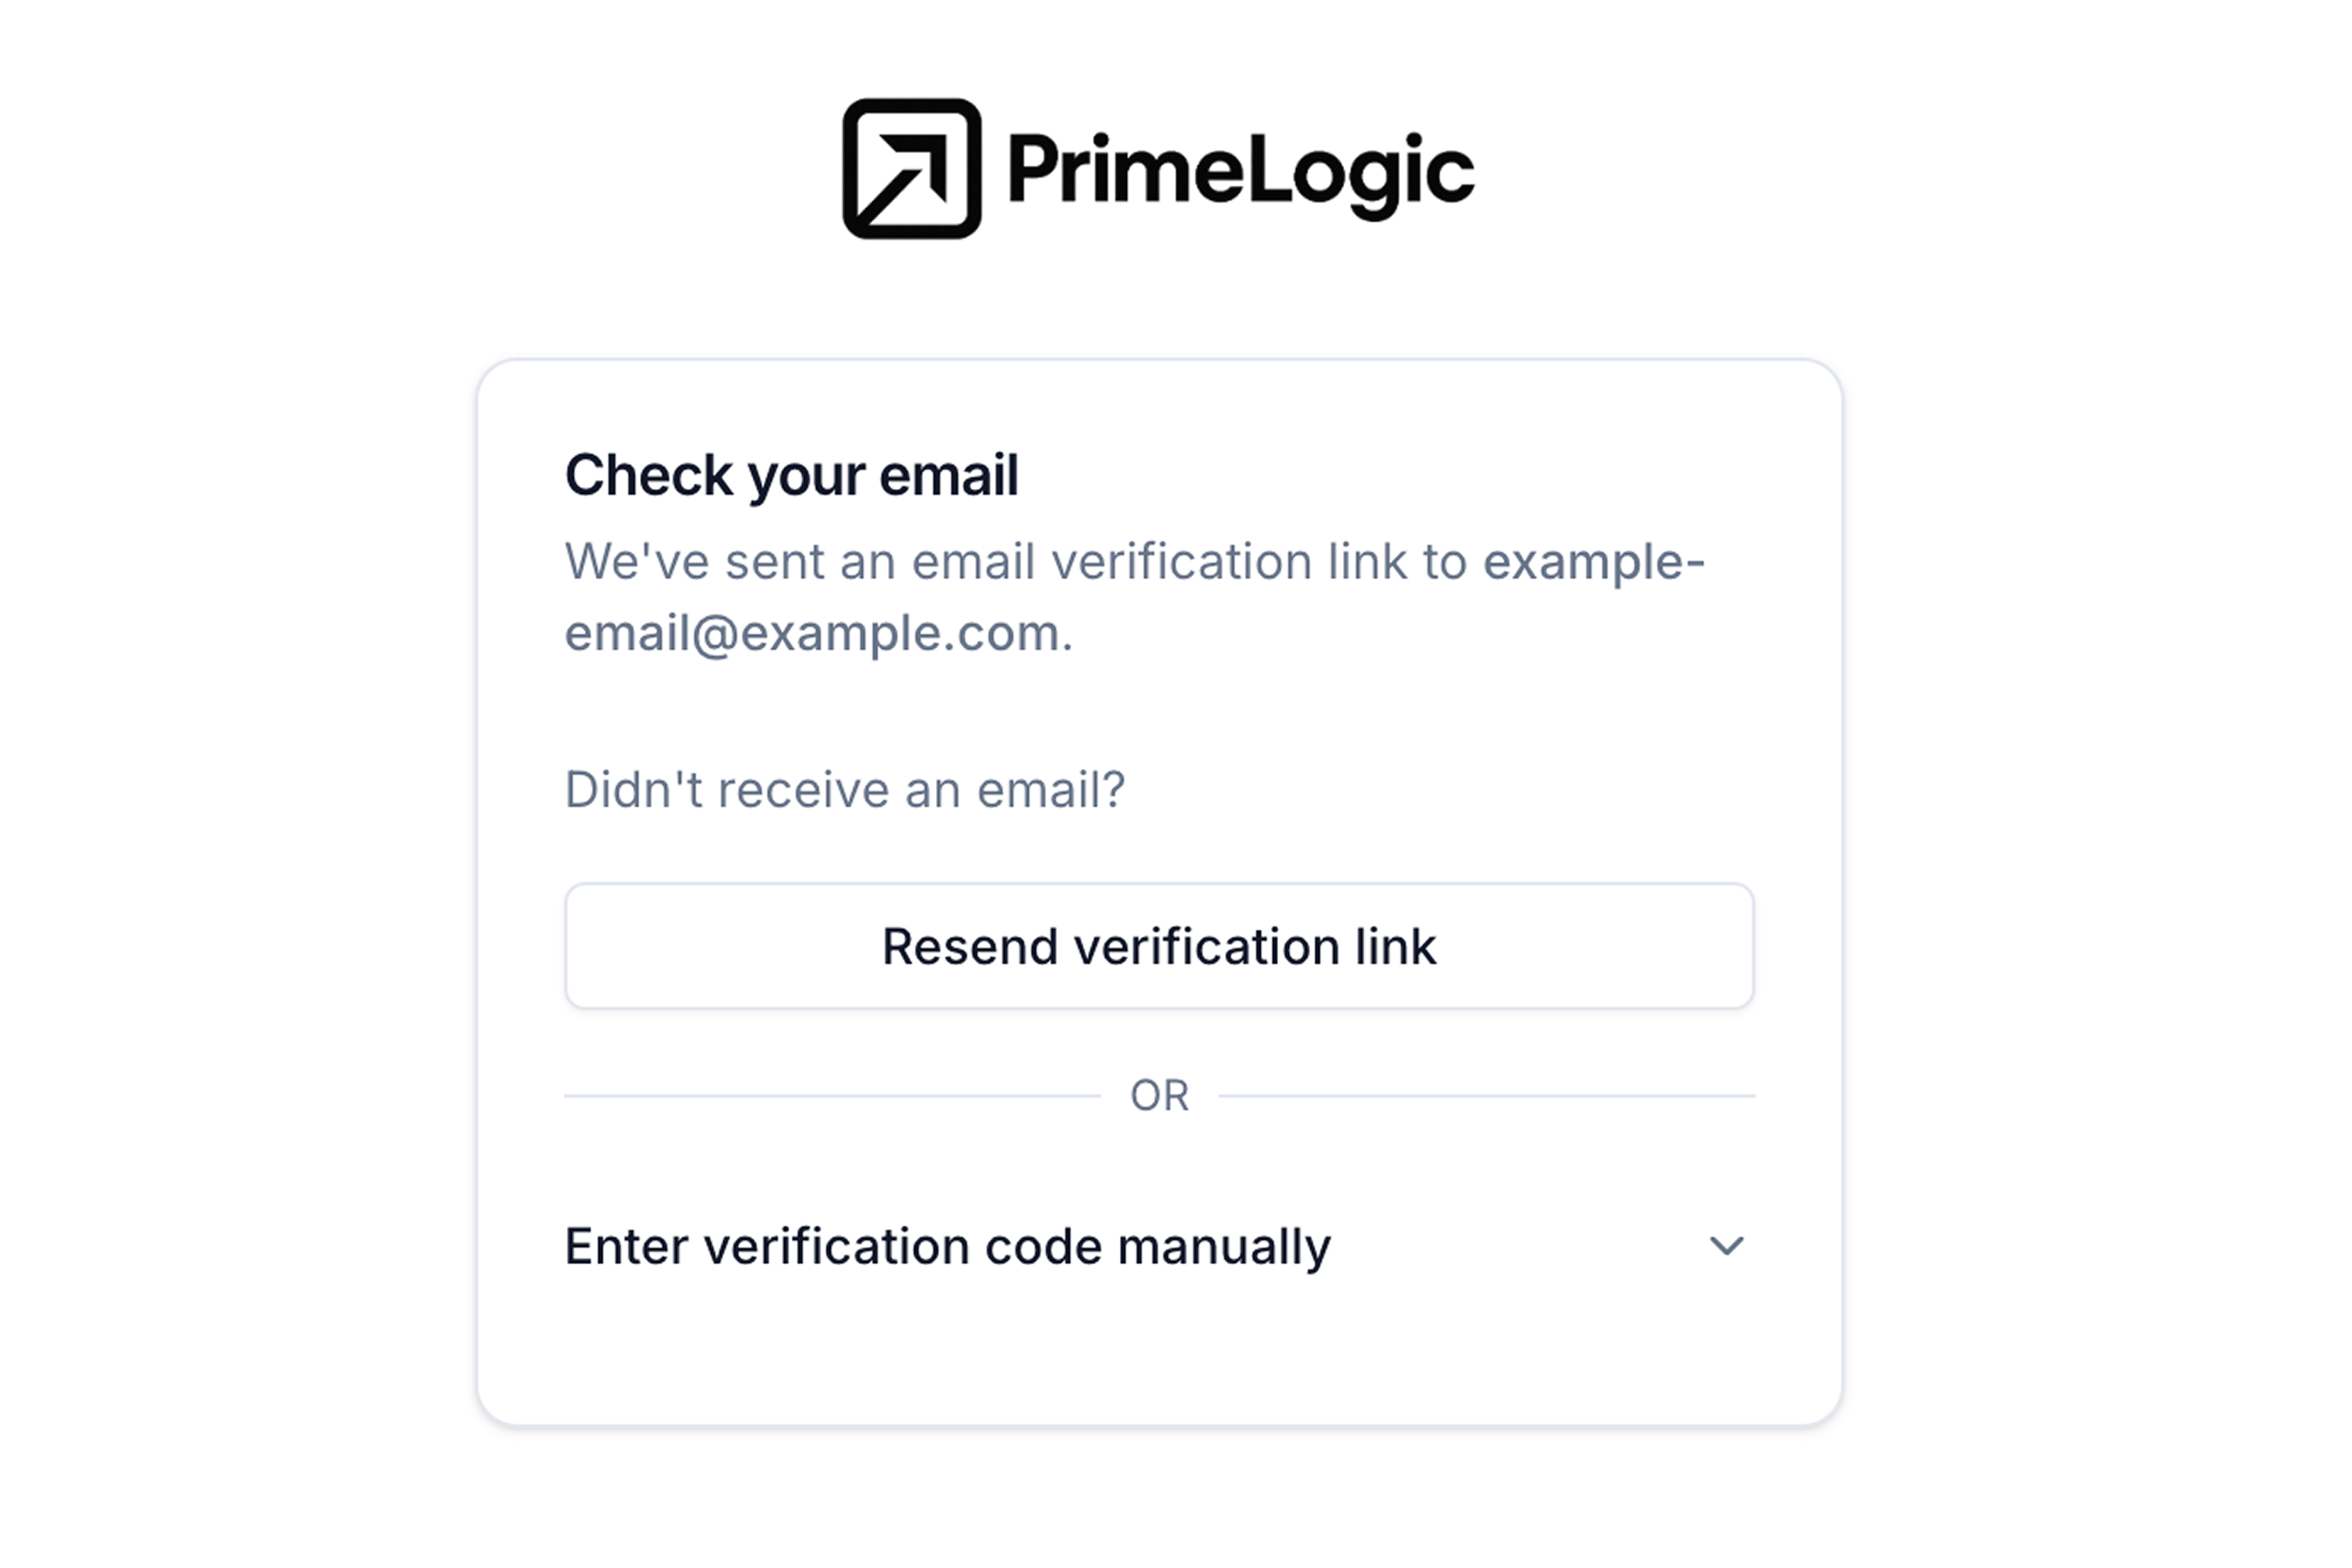 PrimeLogic
Check your email
We've sent an email verification link to example-
email@example.com.
Didn't receive an email?
Resend verification link
OR
Enter verification code manually